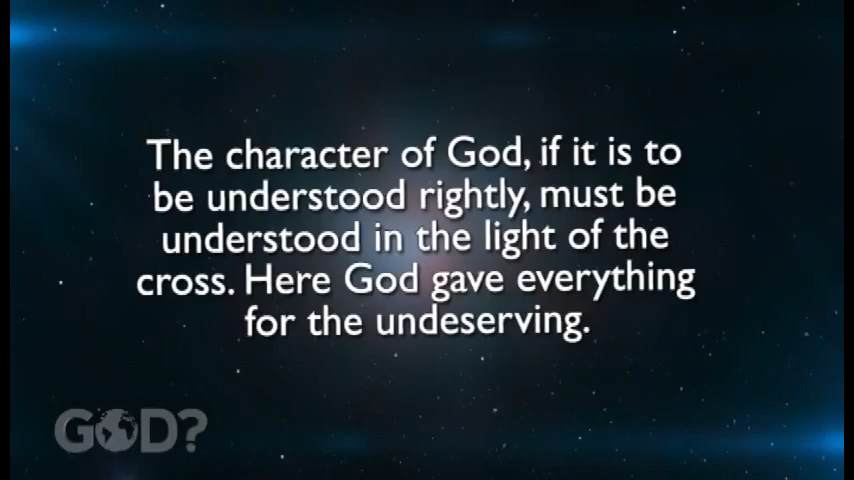 The character of God, if it is to
be understood rightly, must be
understood in the light of the
cross. Here God gave everything
for the undeserving.
GOD?